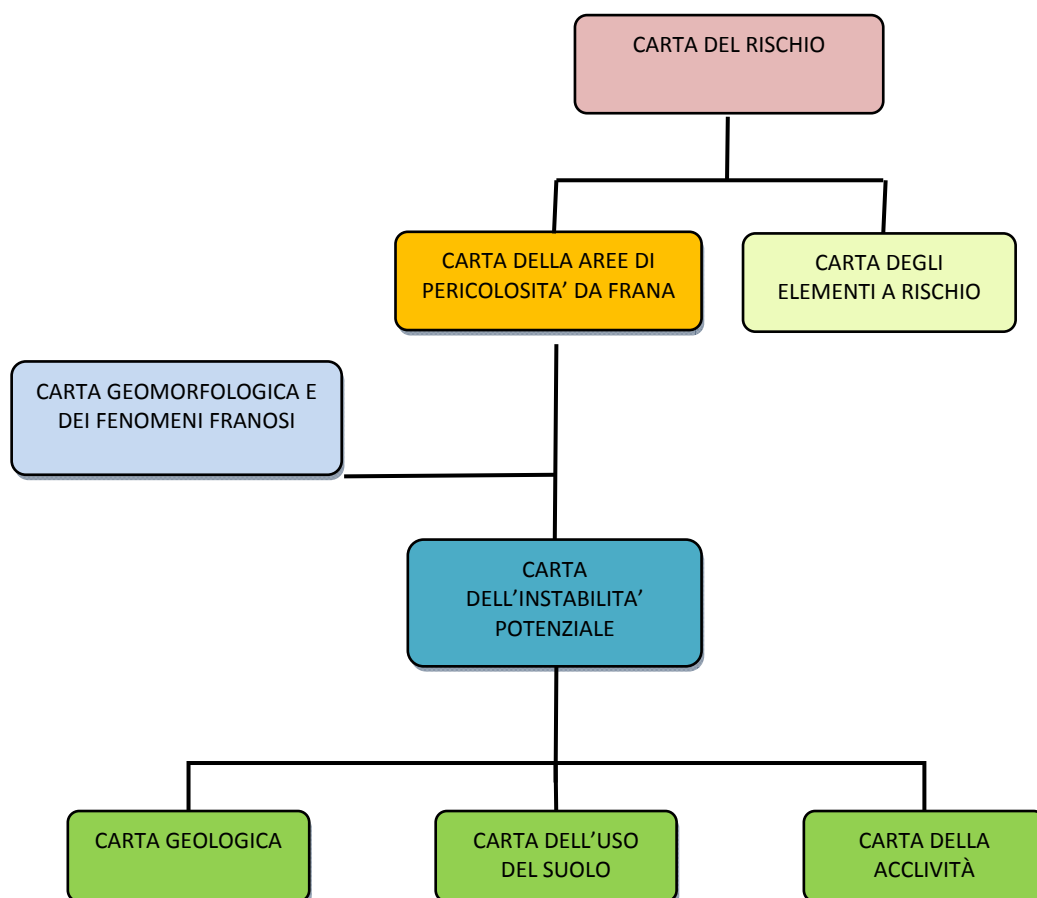 CARTA DEL RISCHIO
CARTA DELLA AREE DI
PERICOLOSITA’ DA FRANA
CARTA DEGLI
ELEMENTI A RISCHIO
CARTA GEOMORFOLOGICA E
DEI FENOMENI FRANOSI
CARTA
DELL’INSTABILITA’
POTENZIALE
CARTA GEOLOGICA
CARTA DELL’USO
DEL SUOLO
CARTA DELLA
ACCLIVITÀ